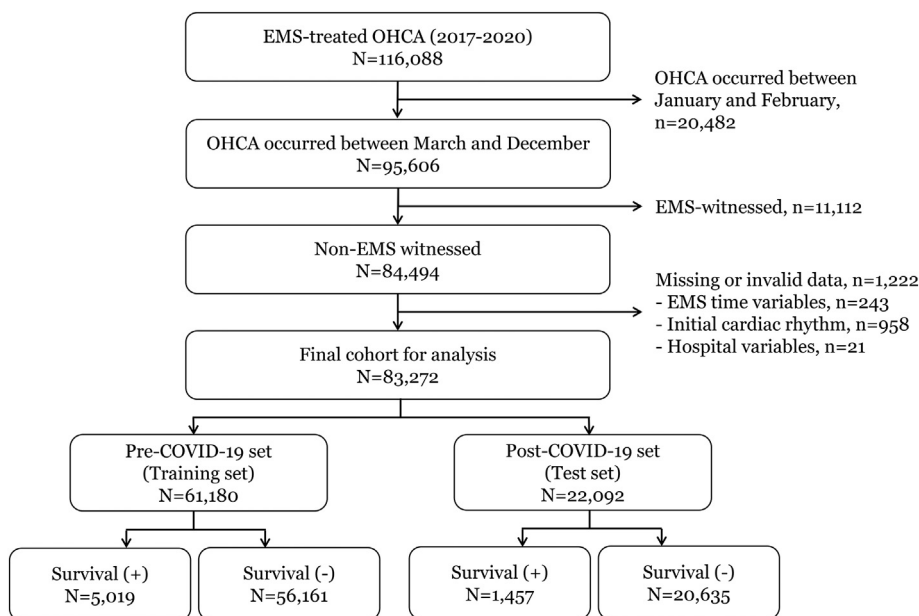 EMS-treated OHCA (2017-2020)
N=116,088
OHCA occurred between
January and February,
n=20,482
OHCA occurred between March and December
N=95,606
EMS-witnessed, n=11,112
Non-EMS witnessed
N=84,494
Missing or invalid data, n=1,222
- EMS time variables, n=243
- Initial cardiac rhythm, n=958
- Hospital variables, n=21
Final cohort for analysis
N=83,272
Pre-COVID-19 set
(Training set)
N=61,180
Post-COVID-19 set
(Test set)
N=22,092
Survival (+)
N=5,019
Survival (-)
N=56,161
Survival (+)
N=1,457
Survival (-)
N=20,635